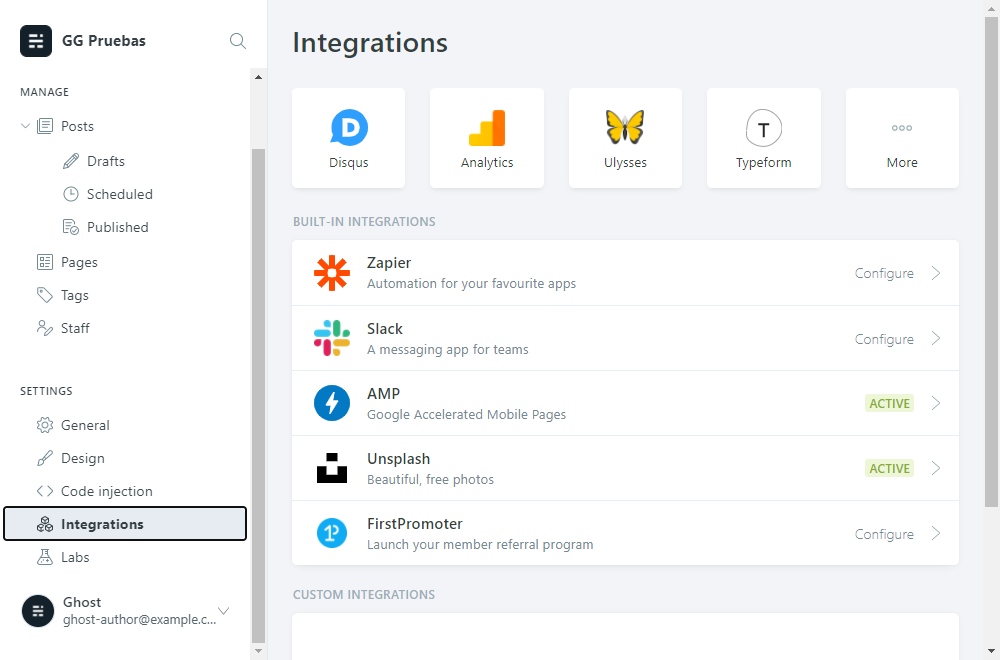 GG Pruebas
MANAGE
Posts
Drafts
Scheduled
Published
Pages
Tags
Staff
SETTINGS
General
Design
Code injection
Integrations
Labs
Ghost
ghost-author@example.c...
Integrations
Disqus
Analytics
Ulysses
T
Typeform
More
BUILT-IN INTEGRATIONS
Zapier
Automation for your favourite apps
Configure
Slack
A messaging app for teams
Configure
AMP
Google Accelerated Mobile Pages
ACTIVE
Unsplash
Beautiful, free photos
ACTIVE
FirstPromoter
Launch your member referral program
Configure
CUSTOM INTEGRATIONS